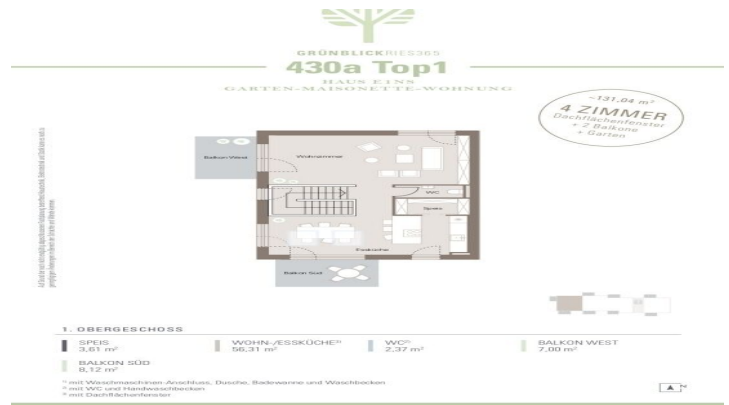 GRÜNBLICKRIES365
430a Top1
HAUS EINS
GARTEN-MAISONETTE-WOHNUNG
~131,04 m²
4 ZIMMER
Dachflächenfenster
+ 2 Balkone
+ Garten
Balkon West
Wohnzimmer
WC
Speis
Essküche
Balkon Süd
1. OBERGESCHOSS
SPEIS
3,61 m²
WOHN-/ESSKÜCHE³⁾
56,31 m²
WC²⁾
2,37 m²
BALKON WEST
7,00 m²
BALKON SÜD
8,12 m²
¹⁾ mit Waschmaschinen-Anschluss, Dusche, Badewanne und Waschbecken
²⁾ mit WC und Handwaschbecken
³⁾ mit Dachflächenfenster
N